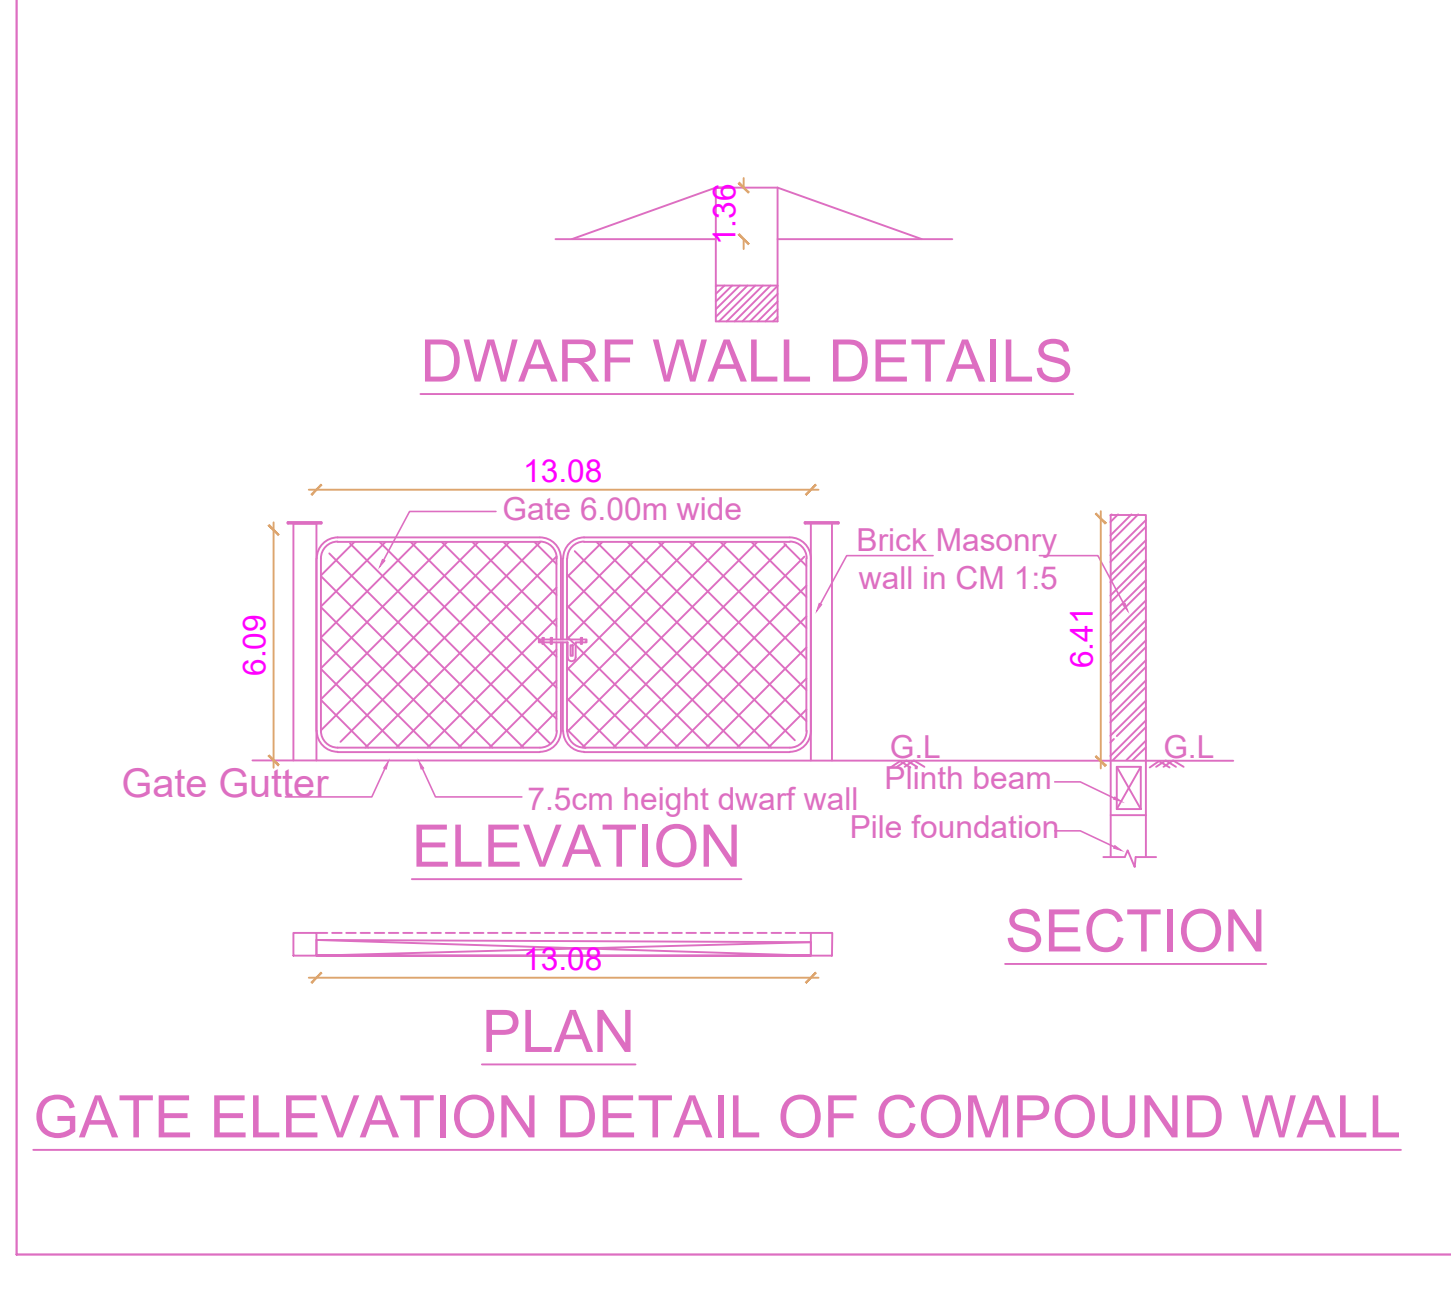 1.36
DWARF WALL DETAILS
13.08
Gate 6.00m wide
Brick Masonry
wall in CM 1:5
6.09
6.41
G.L
G.L
Gate Gutter
Plinth beam
7.5cm height dwarf wall
Pile foundation
ELEVATION
SECTION
13.08
PLAN
GATE ELEVATION DETAIL OF COMPOUND WALL